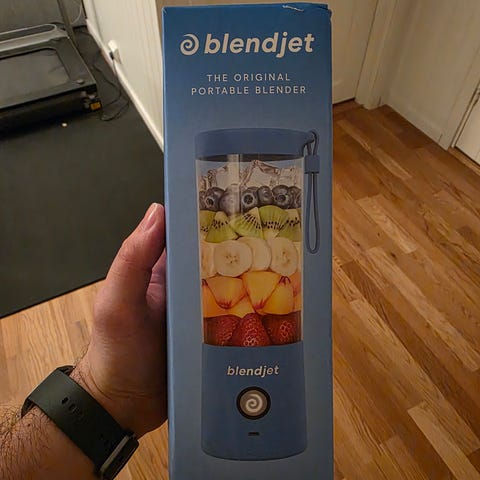 blendjet
THE ORIGINAL
PORTABLE BLENDER
blendjet